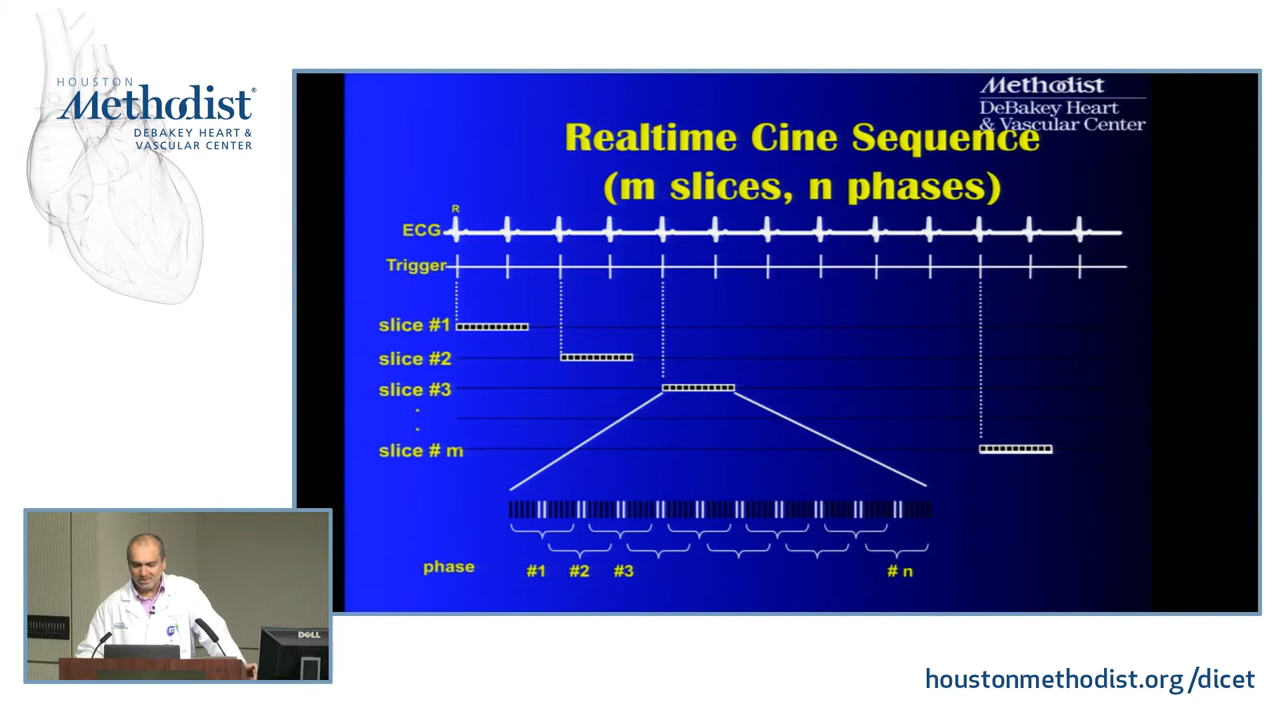 HOUSTON
Methodist®
DEBAKEY HEART &
VASCULAR CENTER
Methodist
DeBakey Heart
& Vascular Center
Realtime Cine Sequence
(m slices, n phases)
R
ECG
Trigger
slice #1
slice #2
slice #3
slice # m
phase #1 #2 #3 # n
DELL
houstonmethodist.org/dicet